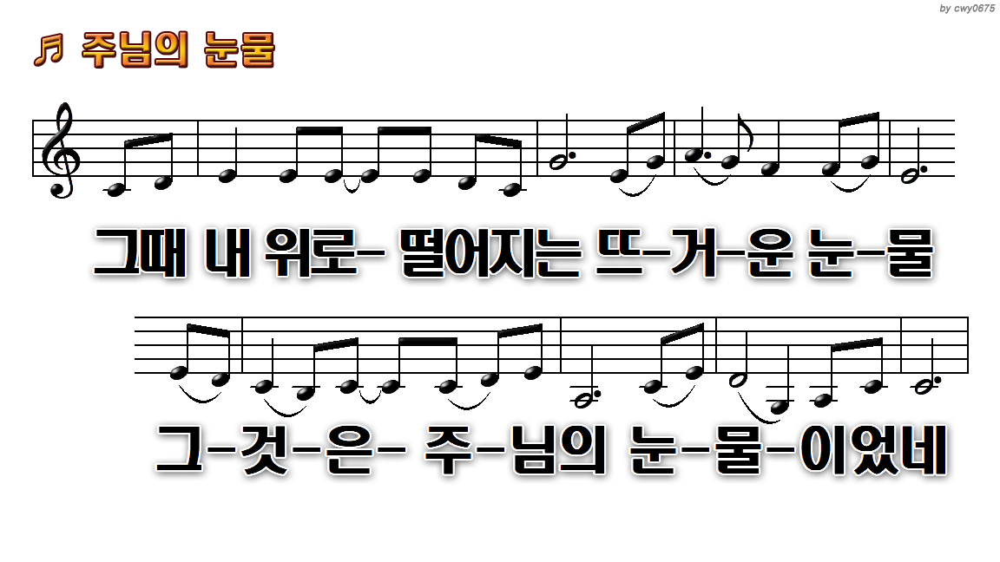 by cwy0675
주님의 눈물
그때 내 위로- 떨어지는 뜨-거-운 눈-물
그-것-은- 주-님의 눈-물-이었네